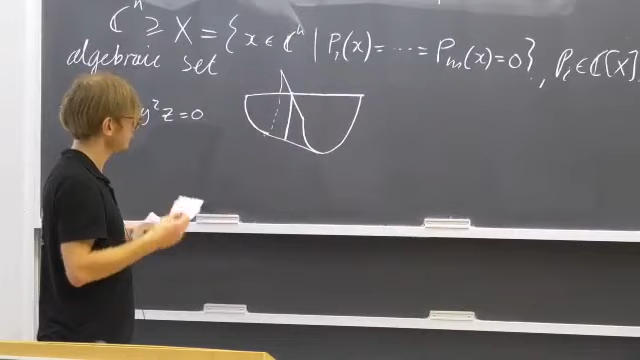 ℂⁿ ⊇ X = { x ∈ ℂⁿ | P₁(x) = ⋯ = Pₘ(x) = 0 }, Pᵢ ∈ ℂ[X]
algebraic set
y²z = 0